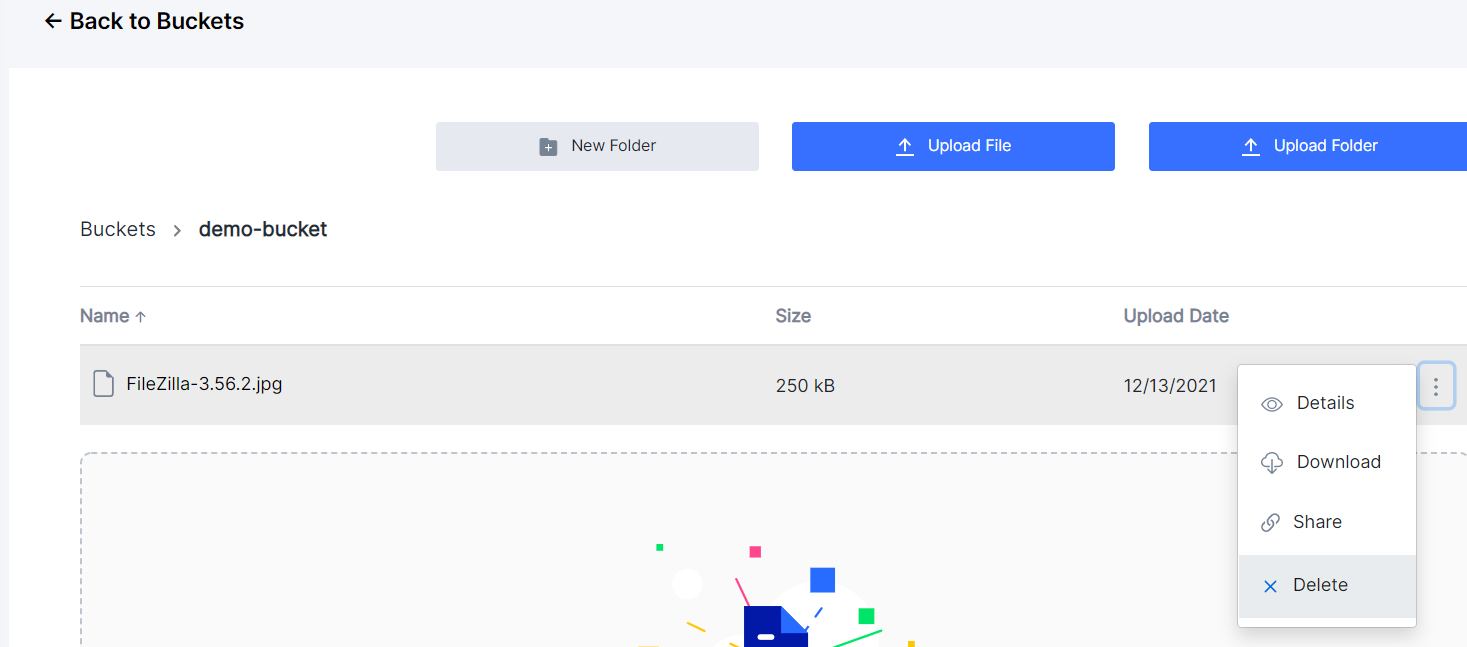 ← Back to Buckets
New Folder
Upload File
Upload Folder
Buckets > demo-bucket
Name ↑ Size Upload Date
FileZilla-3.56.2.jpg 250 kB 12/13/2021
Details
Download
Share
Delete